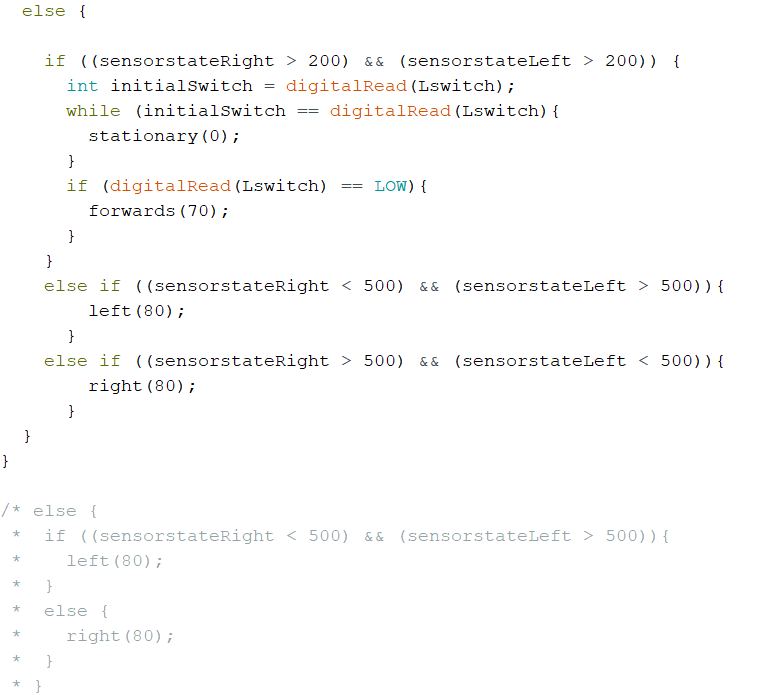 else {
if ((sensorstateRight > 200) && (sensorstateLeft > 200)) {
int initialSwitch = digitalRead(Lswitch);
while (initialSwitch == digitalRead(Lswitch){
stationary(0);
}
if (digitalRead(Lswitch) == LOW){
forwards(70);
}
}
else if ((sensorstateRight < 500) && (sensorstateLeft > 500)){
left(80);
}
else if ((sensorstateRight > 500) && (sensorstateLeft < 500)){
right(80);
}
}
}
/* else {
* if ((sensorstateRight < 500) && (sensorstateLeft > 500)){
* left(80);
* }
* else {
* right(80);
* }
* }